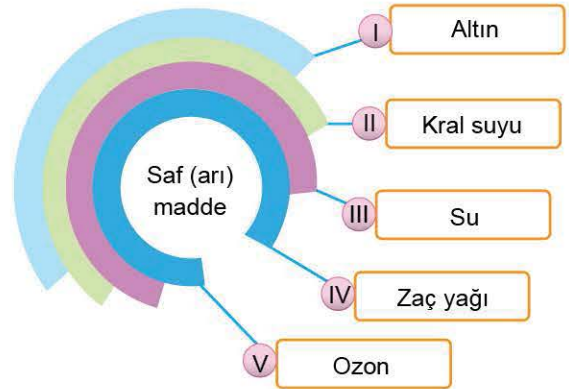 I
Altın
II
Kral suyu
Saf (arı)
madde
III
Su
IV
Zaç yağı
V
Ozon